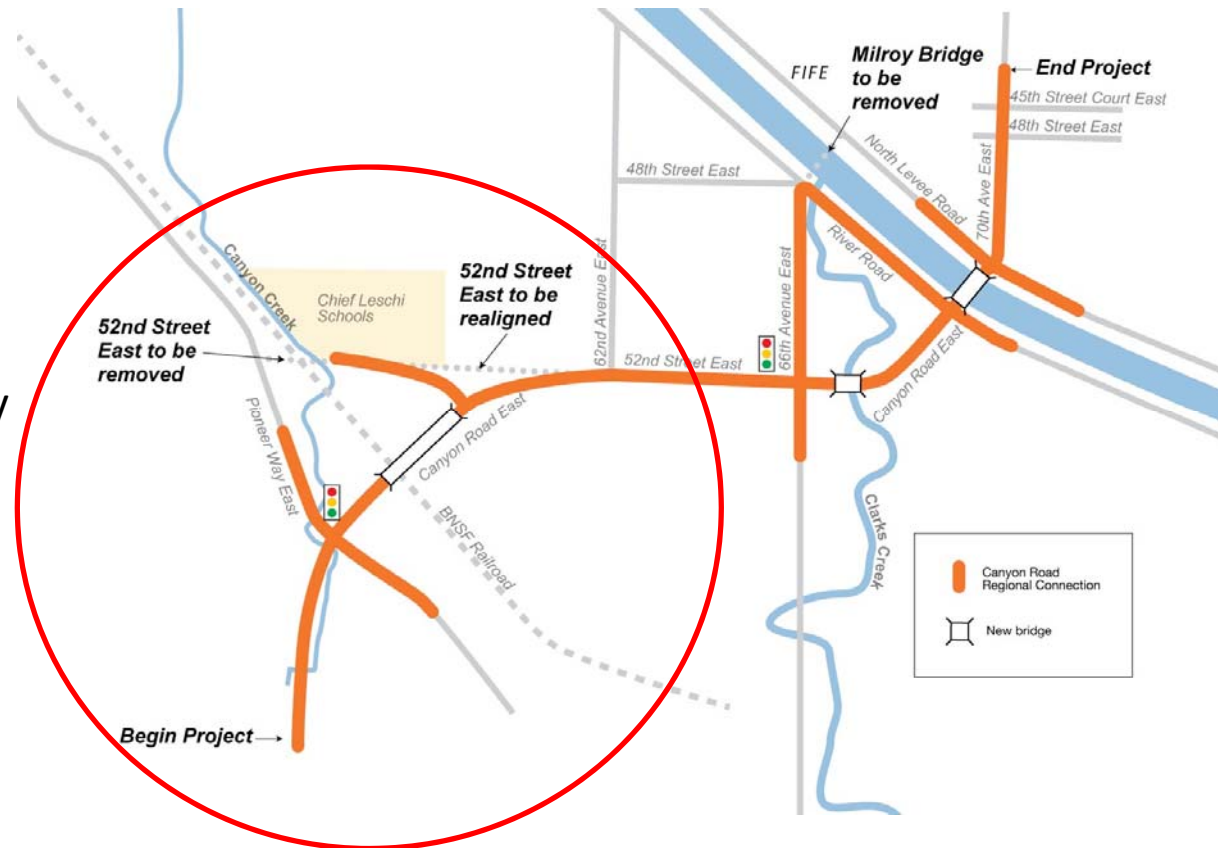 FIFE
Milroy Bridge
to be
removed
End Project
45th Street Court East
48th Street East
North Levee Road
70th Ave East
48th Street East
River Road
62nd Avenue East
66th Avenue East
Canyon Creek
Chief Leschi
Schools
52nd Street
East to be
realigned
52nd Street
East to be
removed
52nd Street East
Canyon Road East
Canyon Road East
Pioneer Way East
BNSF Railroad
Clarks Creek
Canyon Road
Regional Connection
New bridge
Begin Project
y